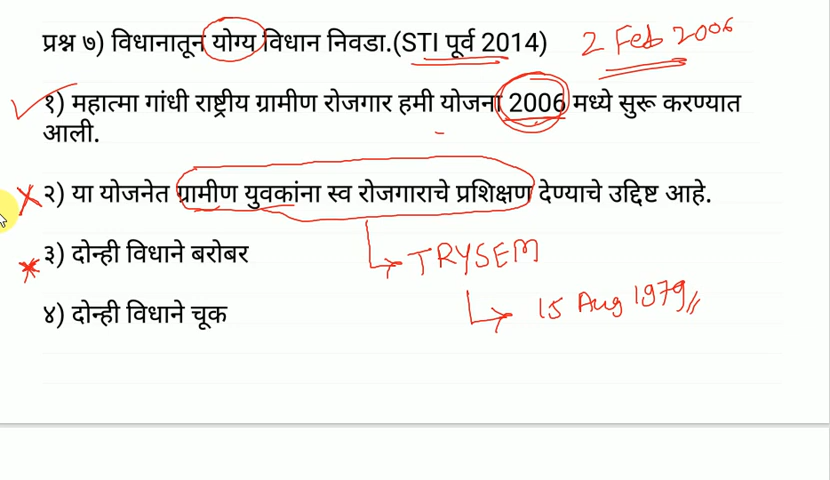 प्रश्न ७) विधानातून योग्य विधान निवडा.(STI पूर्व 2014) 2 Feb 2006
१) महात्मा गांधी राष्ट्रीय ग्रामीण रोजगार हमी योजना 2006 मध्ये सुरू करण्यात
आली.
२) या योजनेत ग्रामीण युवकांना स्व रोजगाराचे प्रशिक्षण देण्याचे उद्दिष्ट आहे.
३) दोन्ही विधाने बरोबर
TRYSEM
४) दोन्ही विधाने चूक
15 Aug 1979